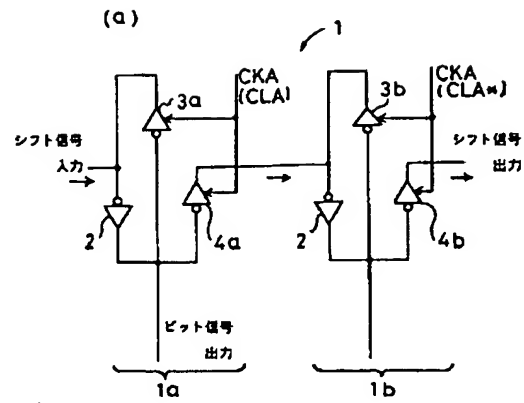 (a)
1
3a
CKA
(CLA)
3b
CKA
(CLA*)
シフト信号
入力
シフト信号
出力
2
4a
2
4b
ビット信号
出力
1a
1b